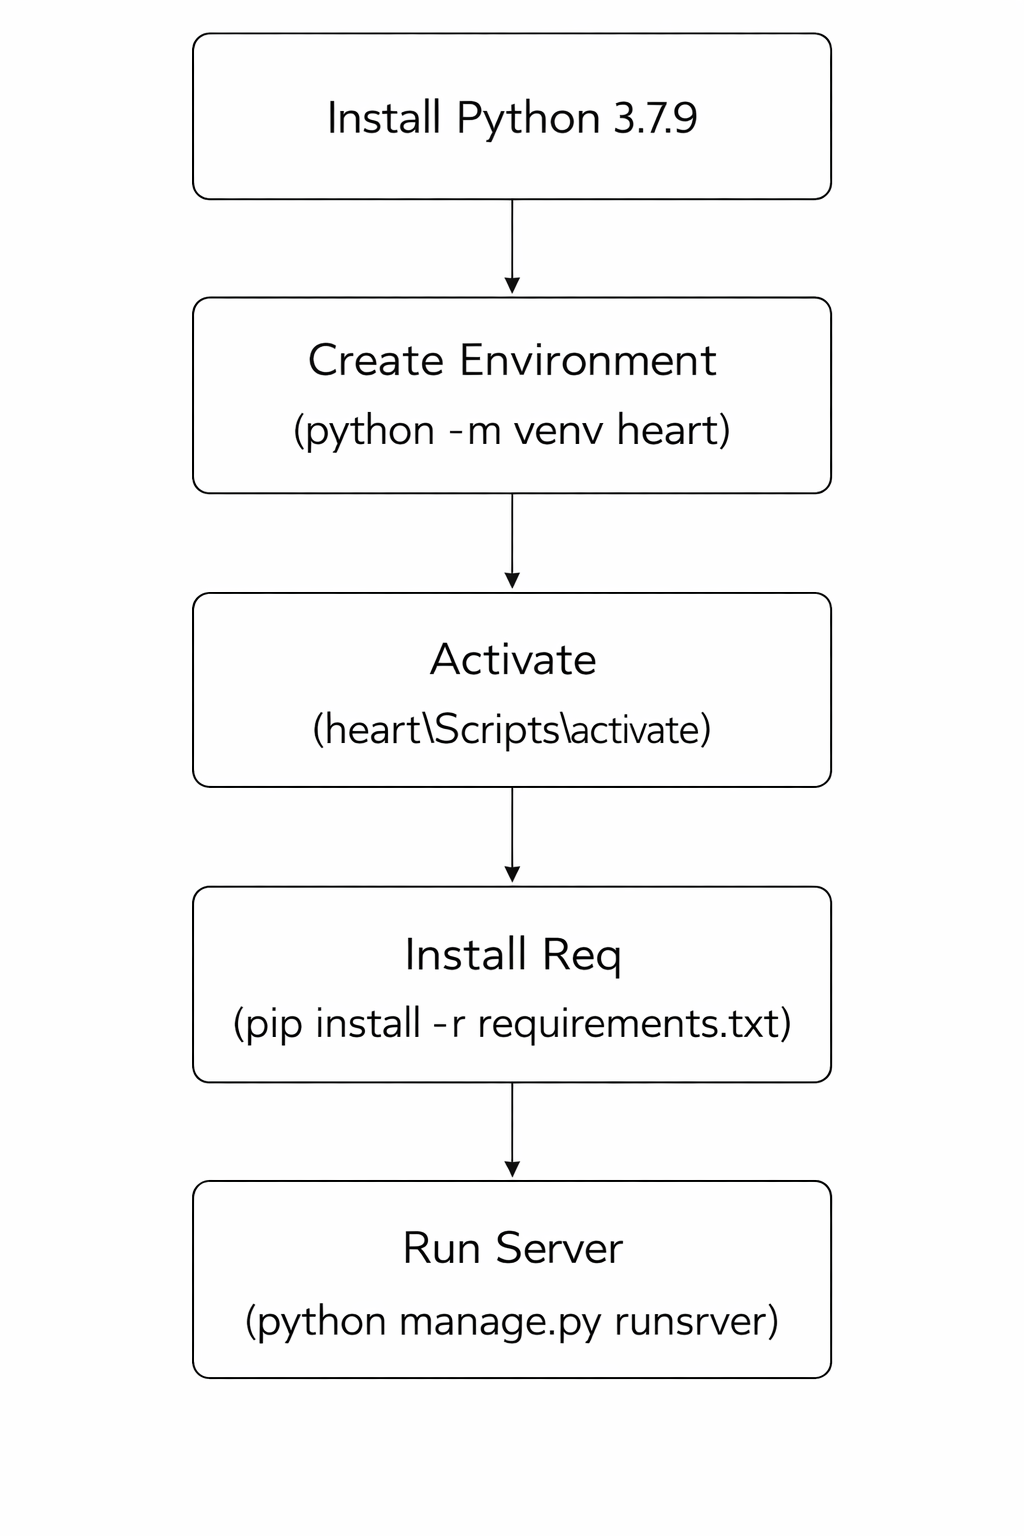 Install Python 3.7.9
Create Environment
(python -m venv heart)
Activate
(heart\Scripts\activate)
Install Req
(pip install -r requirements.txt)
Run Server
(python manage.py runsrver)